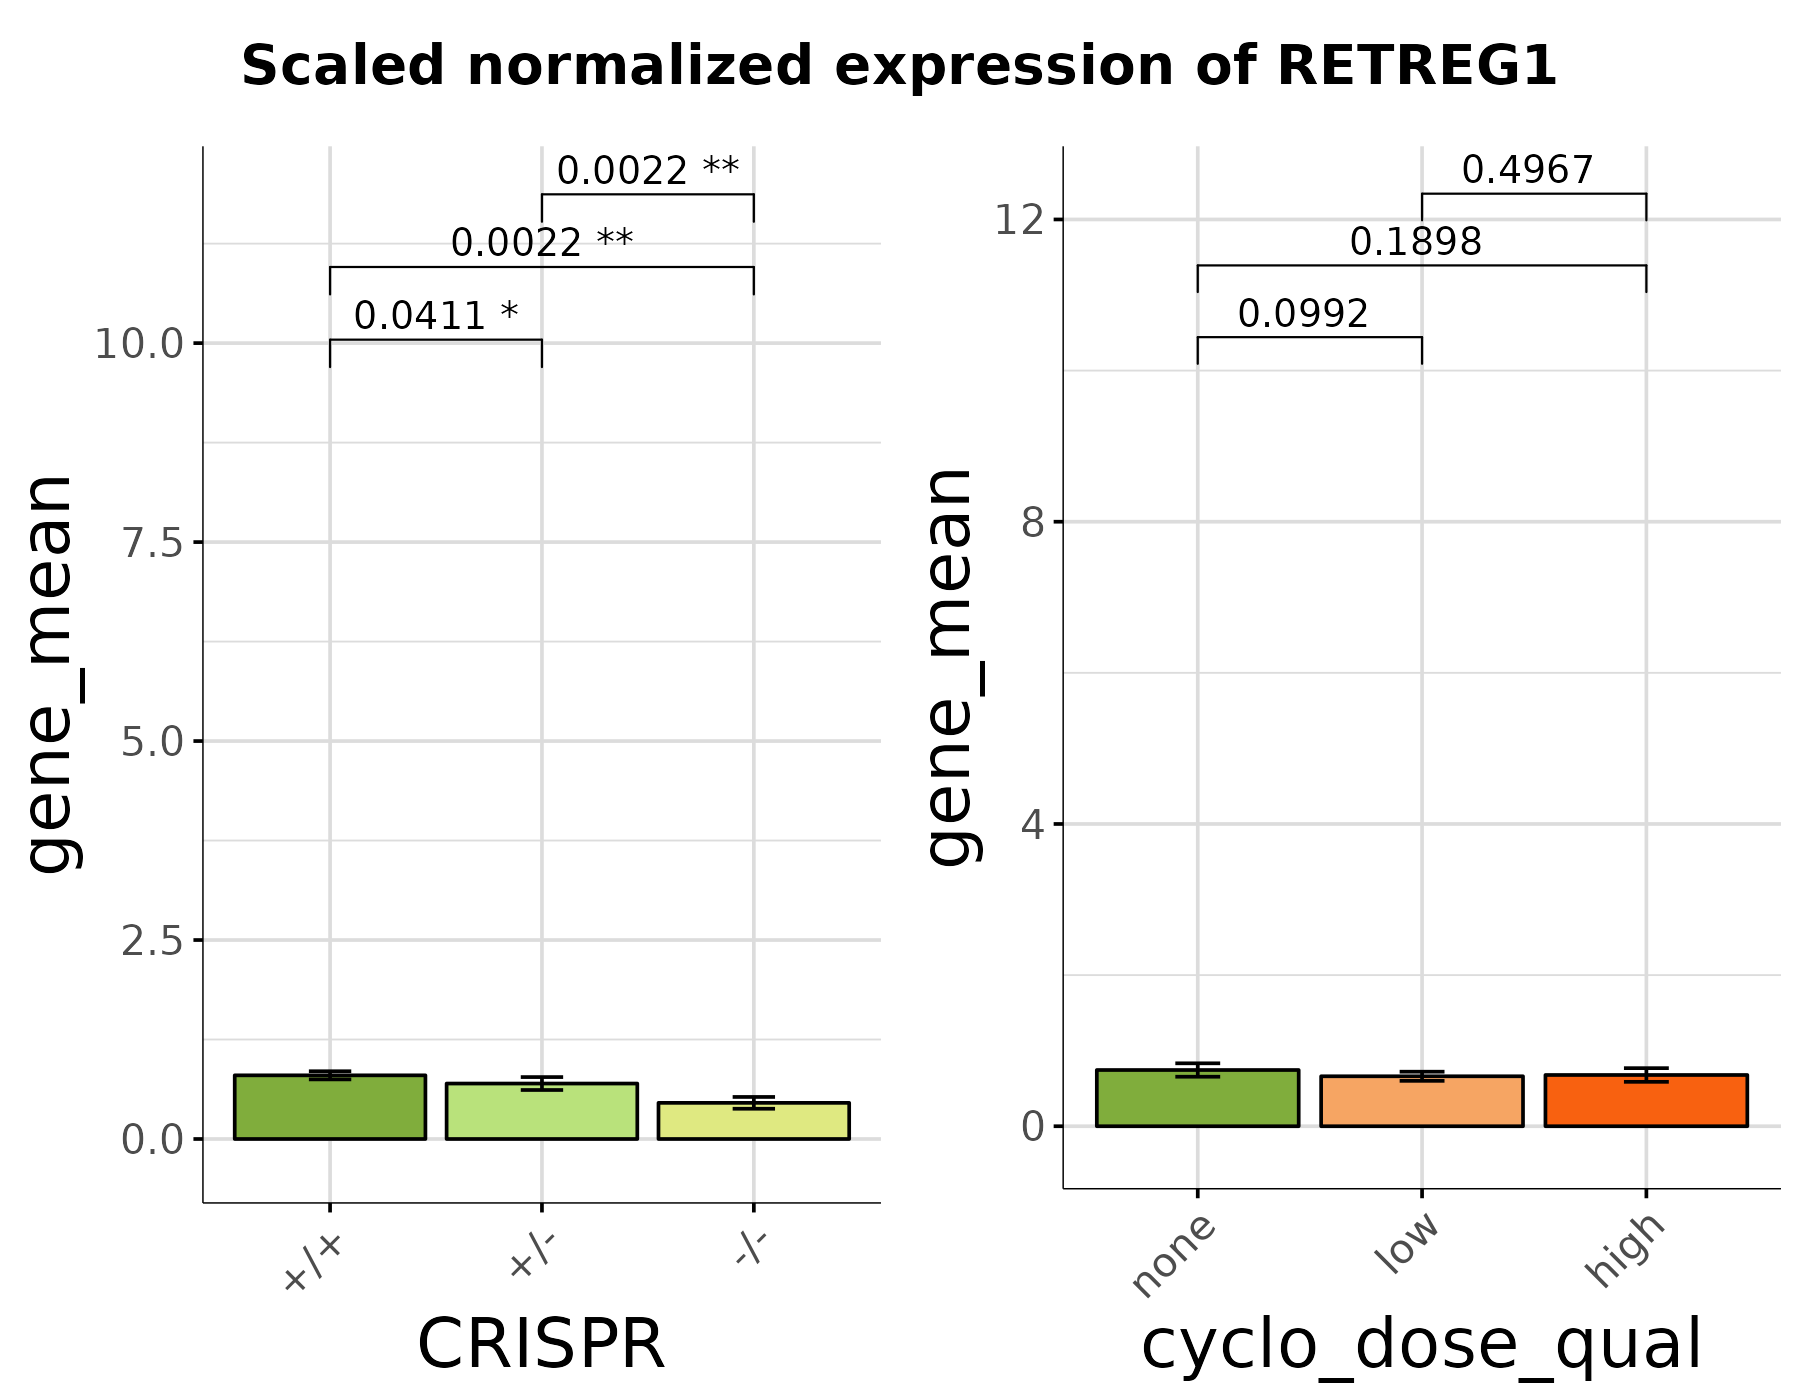 Scaled normalized expression of RETREG1
gene_mean
10.0
7.5
5.0
2.5
0.0
0.0022 **
0.0022 **
0.0411 *
+/+
+/-
-/-
CRISPR
gene_mean
12
8
4
0
0.4967
0.1898
0.0992
none
low
high
cyclo_dose_qual